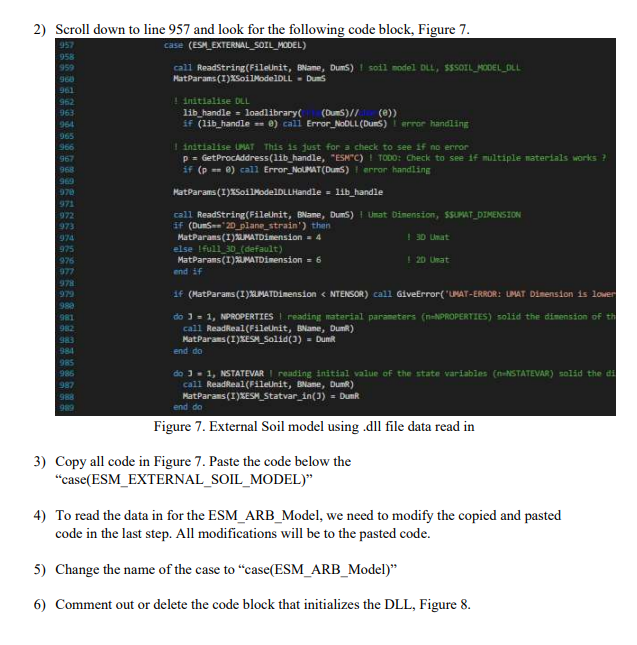 2) Scroll down to line 957 and look for the following code block, Figure 7.
957 case (ESM_EXTERNAL_SOIL_MODEL)
958
959 call ReadString(FileUnit, BName, DumS) ! soil model DLL, $$SOIL_MODEL_DLL
960 MatParams(I)%SoilModelDLL = DumS
961
962 ! initialise DLL
963 lib_handle = loadlibrary( (DumS)// (0))
964 if (lib_handle == 0) call Error_NoDLL(DumS) ! error handling
965
966 ! initialise UMAT This is just for a check to see if no error
967 p = GetProcAddress(lib_handle, "ESM"C) ! TODO: Check to see if multiple materials works ?
968 if (p == 0) call Error_NoUMAT(DumS) ! error handling
969
970 MatParams(I)%SoilModelDLLHandle = lib_handle
971
972 call ReadString(FileUnit, BName, DumS) ! Umat Dimension, $$UMAT_DIMENSION
973 if (DumS=='2D_plane_strain') then
974 MatParams(I)%UMATDimension = 4 ! 3D Umat
975 else !full_3D_(default)
976 MatParams(I)%UMATDimension = 6 ! 2D Umat
977 end if
978
979 if (MatParams(I)%UMATDimension < NTENSOR) call GiveError('UMAT-ERROR: UMAT Dimension is lower
980
981 do J = 1, NPROPERTIES ! reading material parameters (n=NPROPERTIES) solid the dimension of th
982 call ReadReal(FileUnit, BName, DumR)
983 MatParams(I)%ESM_Solid(J) = DumR
984 end do
985
986 do J = 1, NSTATEVAR ! reading initial value of the state variables (n=NSTATEVAR) solid the di
987 call ReadReal(FileUnit, BName, DumR)
988 MatParams(I)%ESM_Statvar_in(J) = DumR
989 end do
Figure 7. External Soil model using .dll file data read in
3) Copy all code in Figure 7. Paste the code below the
“case(ESM_EXTERNAL_SOIL_MODEL)”
4) To read the data in for the ESM_ARB_Model, we need to modify the copied and pasted
code in the last step. All modifications will be to the pasted code.
5) Change the name of the case to “case(ESM_ARB_Model)”
6) Comment out or delete the code block that initializes the DLL, Figure 8.